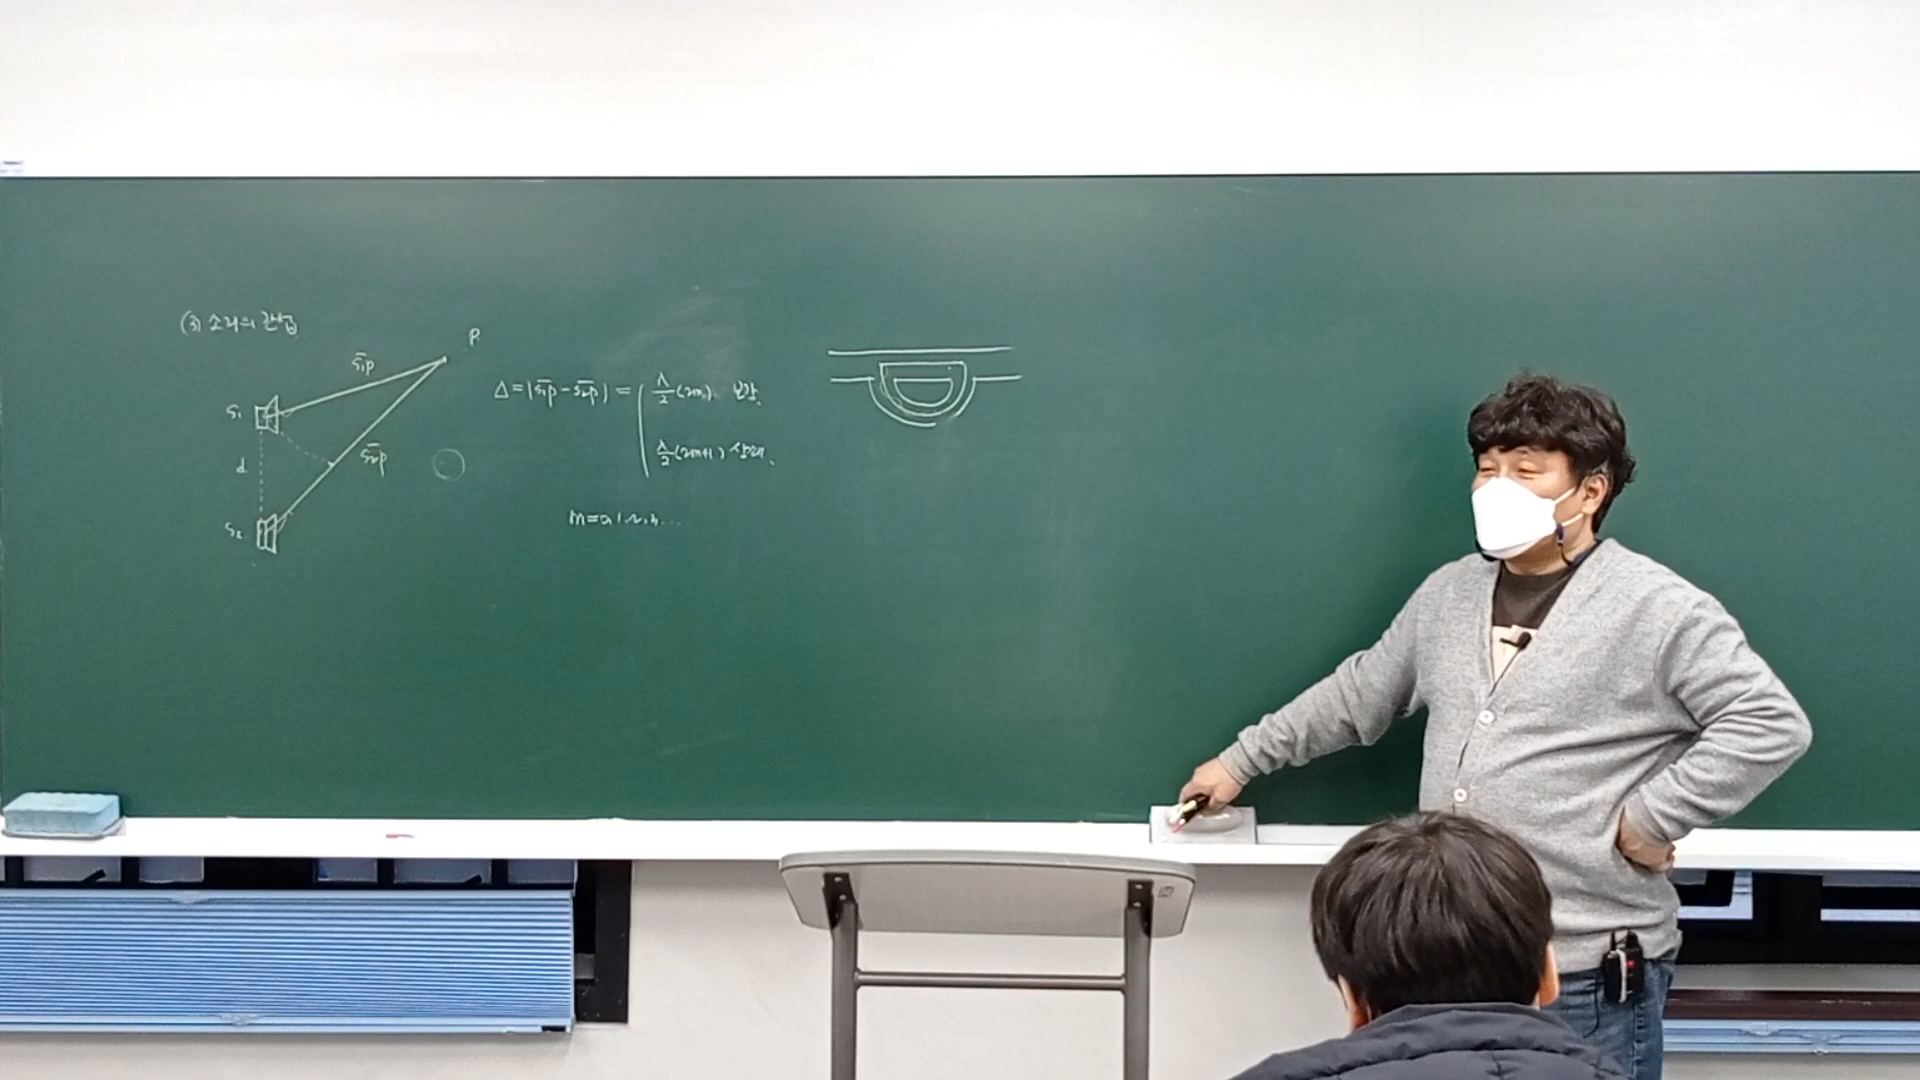 (3) 소리의 간섭
P
S₁P
S₁
d
S₂P
S₂
Δ=|S₁P-S₂P|=
λ/2(2m) 보강.
λ/2(2m+1) 상쇄.
m=0,1,2,3...